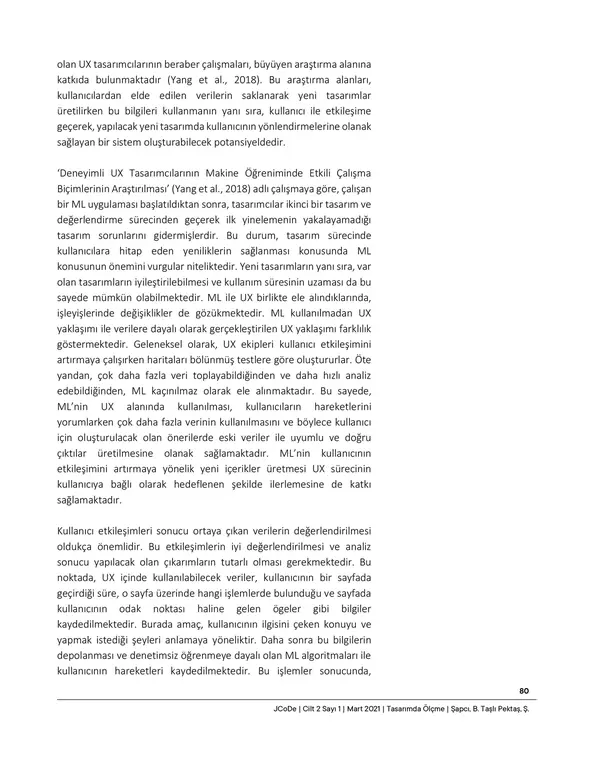 olan UX tasarımcılarının beraber çalışmaları, büyüyen araştırma alanına
katkıda bulunmaktadır (Yang et al., 2018). Bu araştırma alanları,
kullanıcılardan elde edilen verilerin saklanarak yeni tasarımlar
üretilirken bu bilgileri kullanmanın yanı sıra, kullanıcı ile etkileşime
geçerek, yapılacak yeni tasarımda kullanıcının yönlendirmelerine olanak
sağlayan bir sistem oluşturabilecek potansiyeldedir.

‘Deneyimli UX Tasarımcılarının Makine Öğreniminde Etkili Çalışma
Biçimlerinin Araştırılması’ (Yang et al., 2018) adlı çalışmaya göre, çalışan
bir ML uygulaması başlatıldıktan sonra, tasarımcılar ikinci bir tasarım ve
değerlendirme sürecinden geçerek ilk yinelemenin yakalayamadığı
tasarım sorunlarını gidermişlerdir. Bu durum, tasarım sürecinde
kullanıcılara hitap eden yeniliklerin sağlanması konusunda ML
konusunun önemini vurgular niteliktedir. Yeni tasarımların yanı sıra, var
olan tasarımların iyileştirilebilmesi ve kullanım süresinin uzaması da bu
sayede mümkün olabilmektedir. ML ile UX birlikte ele alındıklarında,
işleyişlerinde değişiklikler de gözükmektedir. ML kullanılmadan UX
yaklaşımı ile verilere dayalı olarak gerçekleştirilen UX yaklaşımı farklılık
göstermektedir. Geleneksel olarak, UX ekipleri kullanıcı etkileşimini
artırmaya çalışırken haritaları bölünmüş testlere göre oluştururlar. Öte
yandan, çok daha fazla veri toplayabildiğinden ve daha hızlı analiz
edebildiğinden, ML kaçınılmaz olarak ele alınmaktadır. Bu sayede,
ML’nin UX alanında kullanılması, kullanıcıların hareketlerini
yorumlarken çok daha fazla verinin kullanılmasını ve böylece kullanıcı
için oluşturulacak olan önerilerde eski veriler ile uyumlu ve doğru
çıktılar üretilmesine olanak sağlamaktadır. ML’nin kullanıcının
etkileşimini artırmaya yönelik yeni içerikler üretmesi UX sürecinin
kullanıcıya bağlı olarak hedeflenen şekilde ilerlemesine de katkı
sağlamaktadır.

Kullanıcı etkileşimleri sonucu ortaya çıkan verilerin değerlendirilmesi
oldukça önemlidir. Bu etkileşimlerin iyi değerlendirilmesi ve analiz
sonucu yapılacak olan çıkarımların tutarlı olması gerekmektedir. Bu
noktada, UX içinde kullanılabilecek veriler, kullanıcının bir sayfada
geçirdiği süre, o sayfa üzerinde hangi işlemlerde bulunduğu ve sayfada
kullanıcının odak noktası haline gelen ögeler gibi bilgiler
kaydedilmektedir. Burada amaç, kullanıcının ilgisini çeken konuyu ve
yapmak istediği şeyleri anlamaya yöneliktir. Daha sonra bu bilgilerin
depolanması ve denetimsiz öğrenmeye dayalı olan ML algoritmaları ile
kullanıcının hareketleri kaydedilmektedir. Bu işlemler sonucunda,

80
JCoDe | Cilt 2 Sayı 1 | Mart 2021 | Tasarımda Ölçme | Şapcı, B. Taşlı Pektaş, Ş.